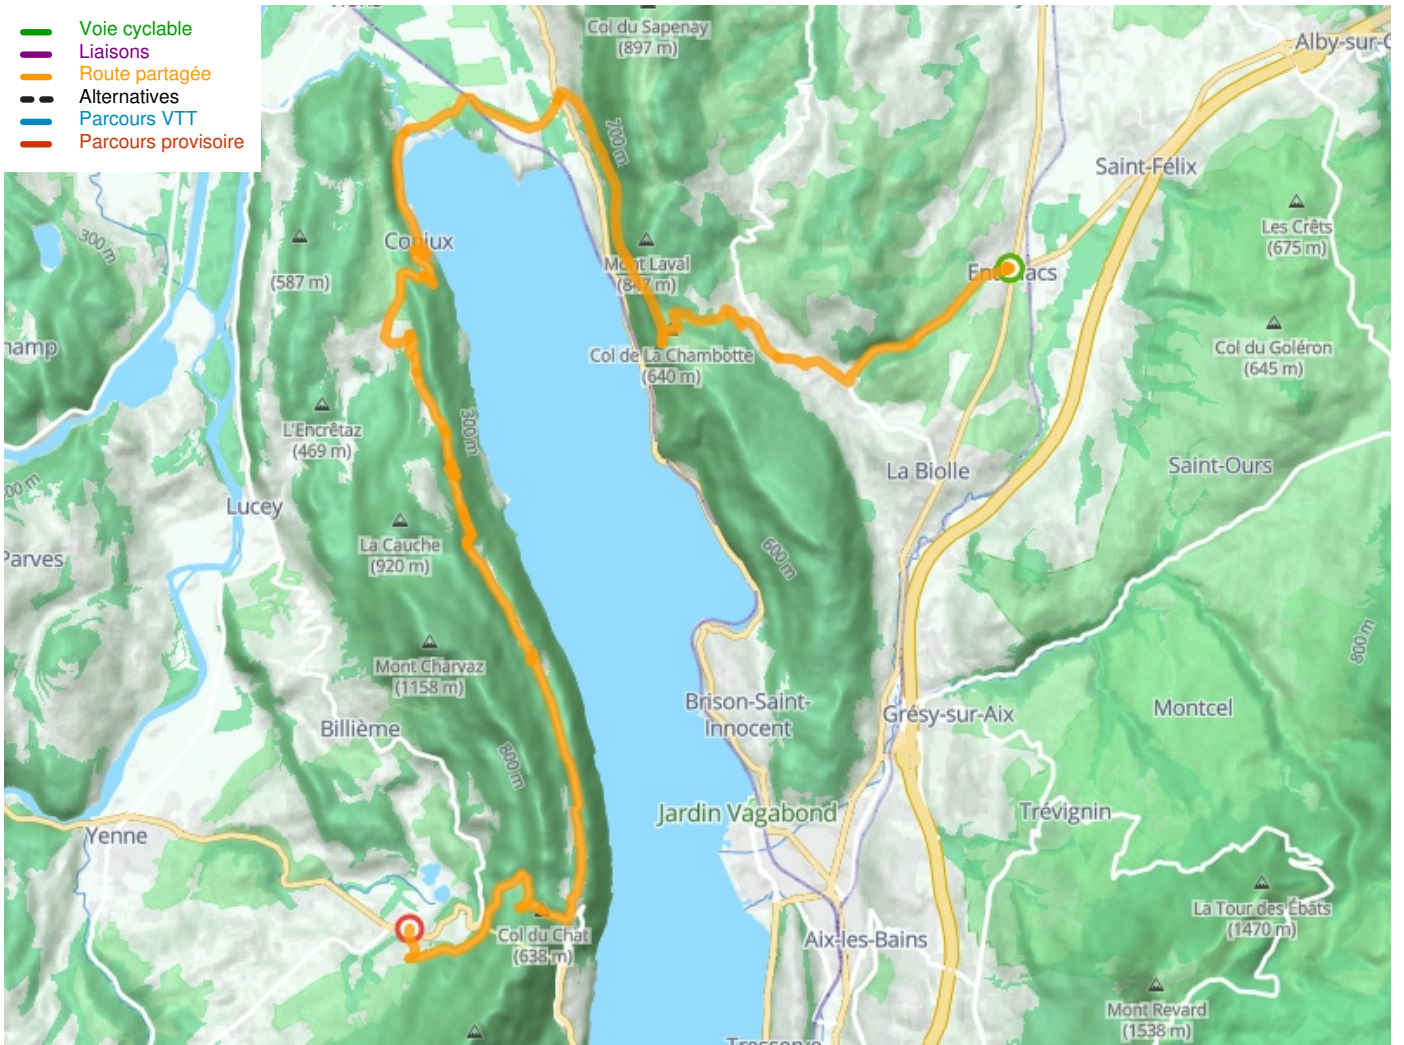 Voie cyclable
Liaisons
Route partagée
Alternatives
Parcours VTT
Parcours provisoire
Col du Sapenay
(897 m)
Alby-sur-
700 m
Saint-Félix
Les Crêts
(675 m)
300 m
Conjux
(587 m)
Mont Laval
(847 m)
Col du Goléron
(645 m)
Col de La Chambotte
(640 m)
L'Encrêtaz
(469 m)
300 m
La Biolle
Saint-Ours
00 m
Lucey
La Cauche
(920 m)
Parves
600 m
Mont Charvaz
(1158 m)
800 m
Brison-Saint-
Innocent
Grésy-sur-Aix
Montcel
Billième
800 m
Jardin Vagabond
Trévignin
Yenne
La Tour des Ébats
(1470 m)
Col du Chat
(638 m)
Aix-les-Bains
Mont Revard
(1538 m)